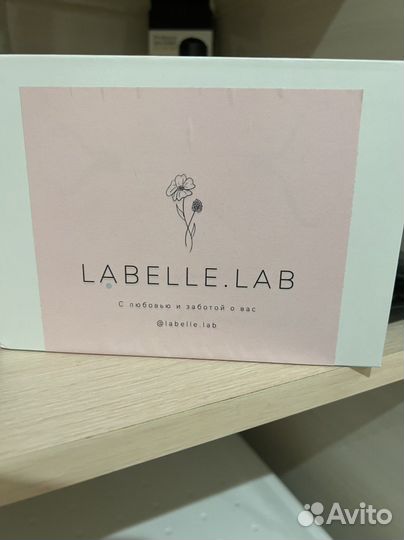 LABELLE.LAB
С любовью и заботой о вас
@labelle.lab
Avito